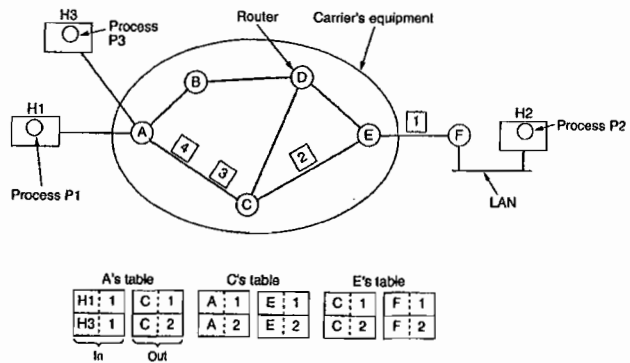 H3
Process
P3
Router
Carrier's equipment
B
D
H1
A
E
1
F
H2
Process P2
4
3
2
Process P1
C
LAN
A's table
C's table
E's table
H1 1 C 1 A 1 E 1 C 1 F 1
H3 1 C 2 A 2 E 2 C 2 F 2
In
Out